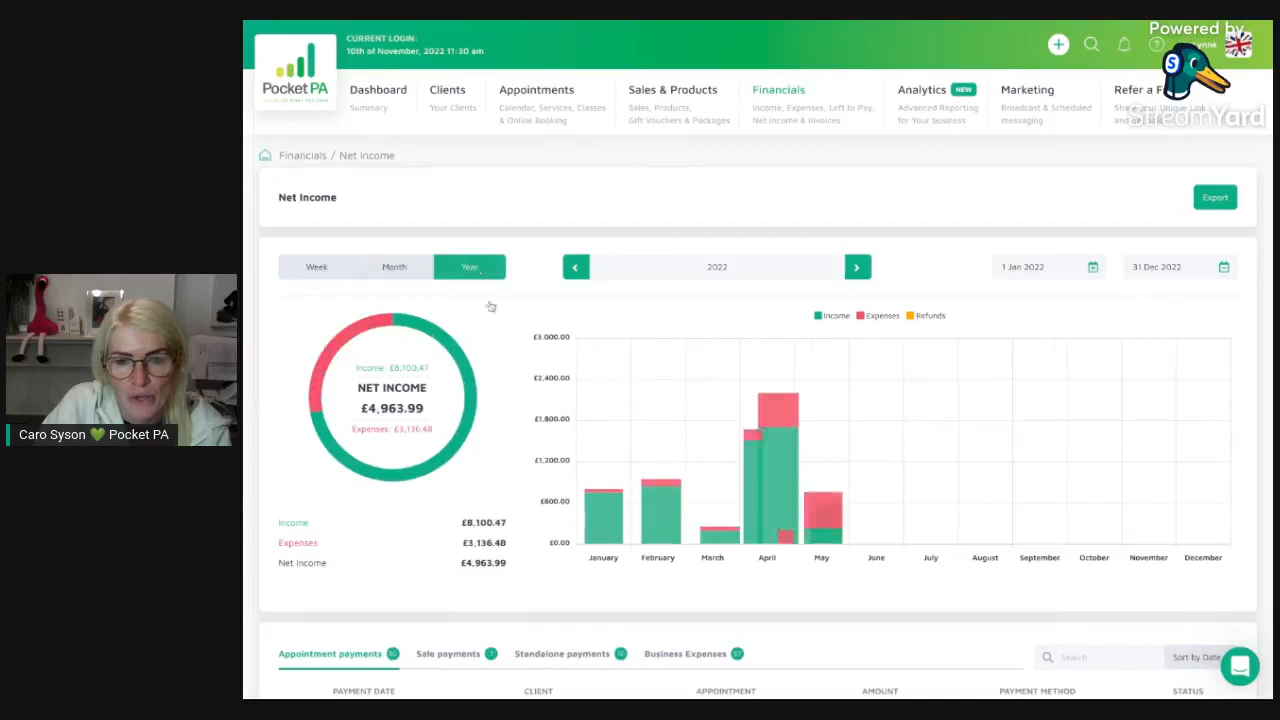 Powered by
StreamYard
CURRENT LOGIN:
10th of November, 2022 11:30 am
Pocket PA
Dashboard
Summary
Clients
Your Clients
Appointments
Calendar, Services, Classes
& Online Booking
Sales & Products
Sales, Products,
Gift Vouchers & Packages
Financials
Income, Expenses, Left to Pay,
Net Income & Invoices
Analytics NEW
Advanced Reporting
for Your business
Marketing
Broadcast & Scheduled
messaging
Refer a
Financials / Net Income
Net Income
Export
Week
Month
Year
2022
1 Jan 2022
31 Dec 2022
Income Expenses Refunds
Income £8,100.47
NET INCOME
£4,963.99
Expenses: £3,136.48
£3,000.00
£2,400.00
£1,800.00
£1,200.00
£600.00
£0.00
January February March April May June July August September October November December
Income £8,100.47
Expenses £3,136.48
Net Income £4,963.99
Appointment payments
Sale payments 7
Standalone payments
Business Expenses
Search
Sort by Date
PAYMENT DATE CLIENT APPOINTMENT AMOUNT PAYMENT METHOD STATUS
Caro Syson 💚 Pocket PA